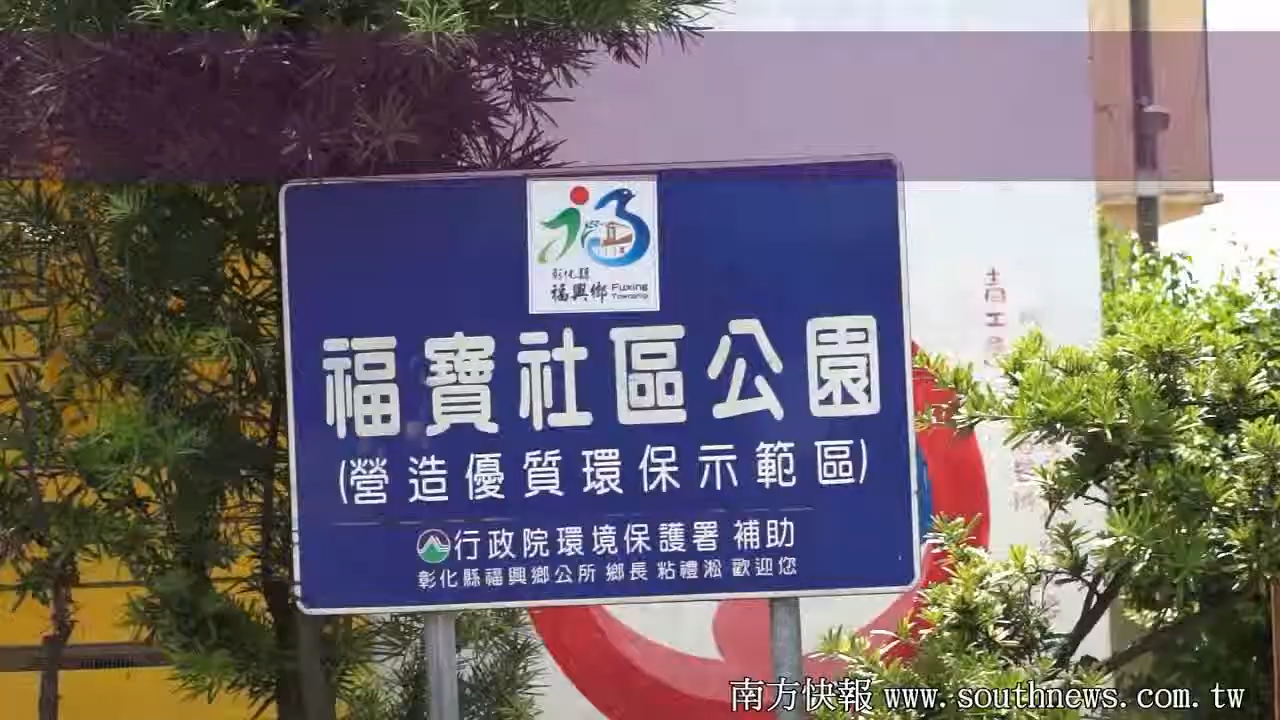 彰化縣
福興鄉 Fuxing Township
福寶社區公園
(營造優質環保示範區)
行政院環境保護署 補助
彰化縣福興鄉公所 鄉長 粘禮淞 歡迎您
南方快報 www.southnews.com.tw